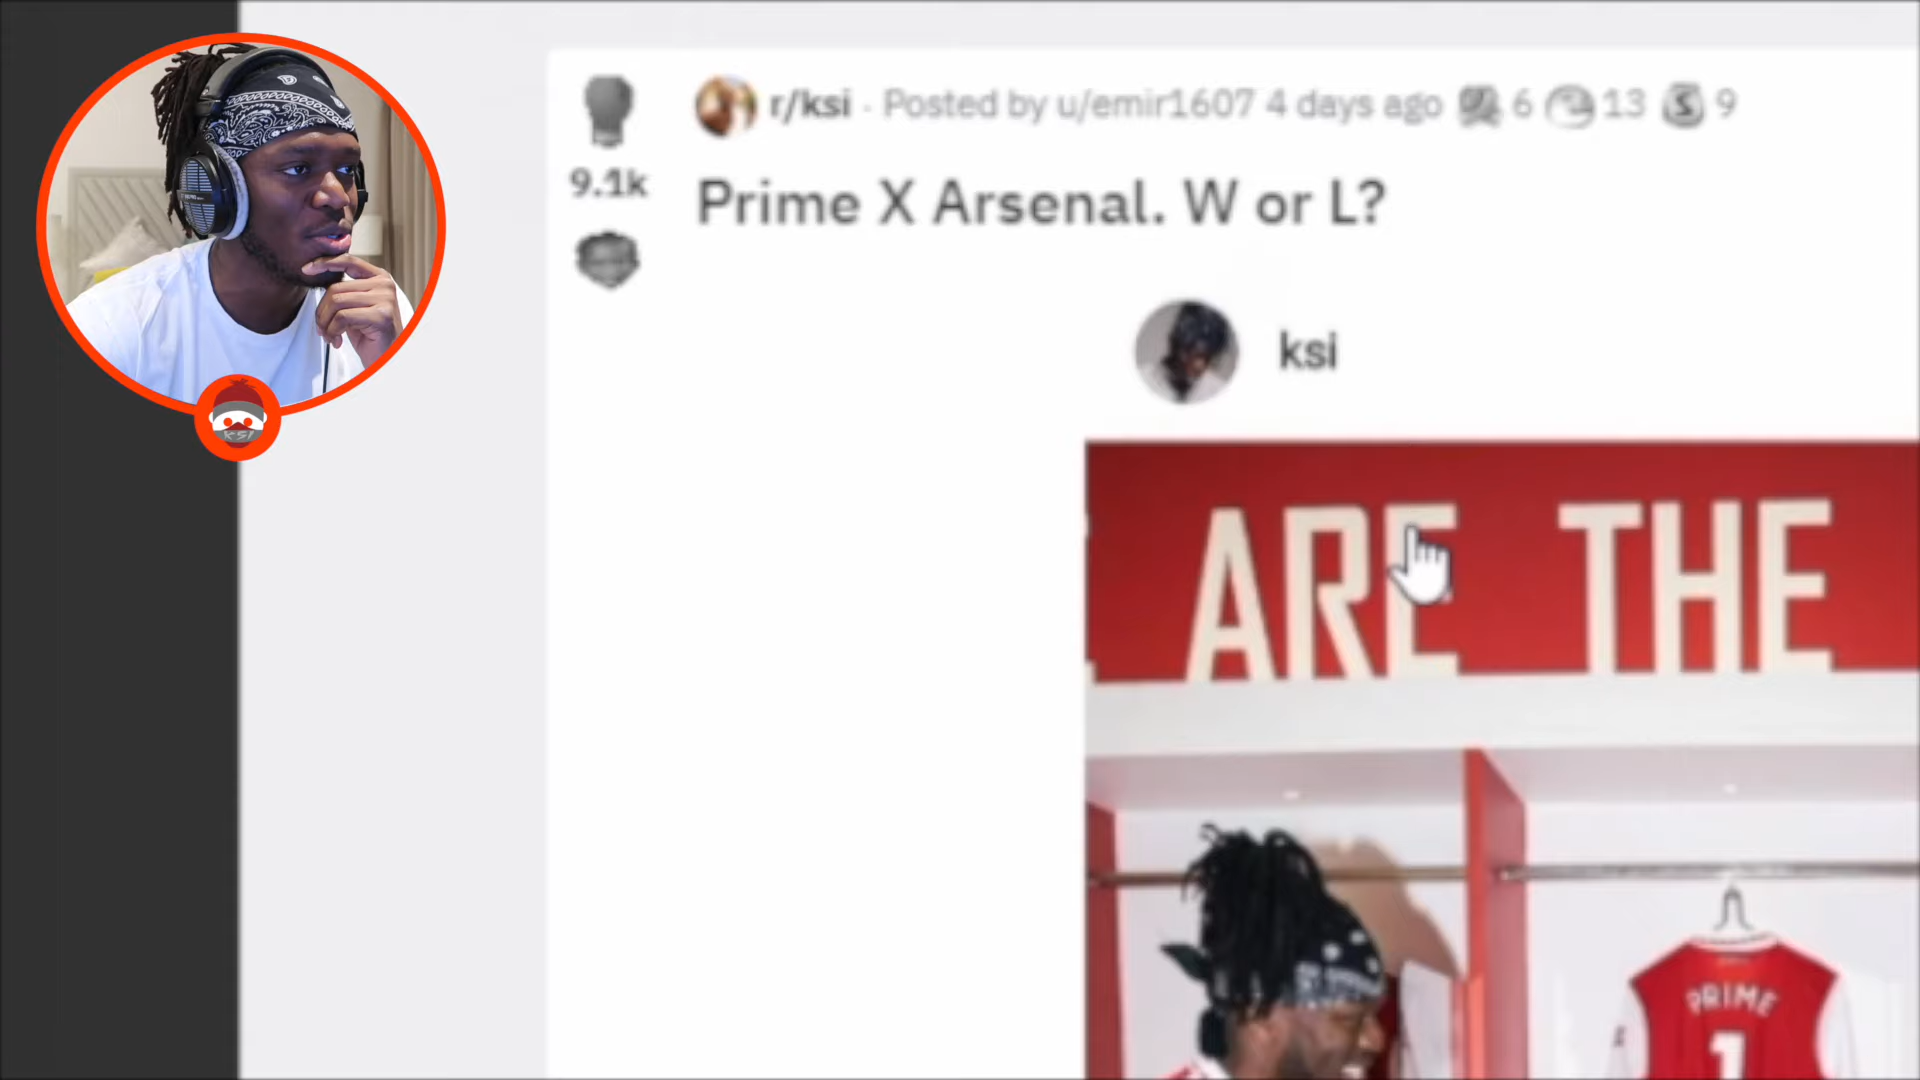 r/ksi · Posted by u/emir1607 4 days ago 6 13 S 9
9.1k
Prime X Arsenal. W or L?
ksi
ARE THE
PRIME
1
KSI